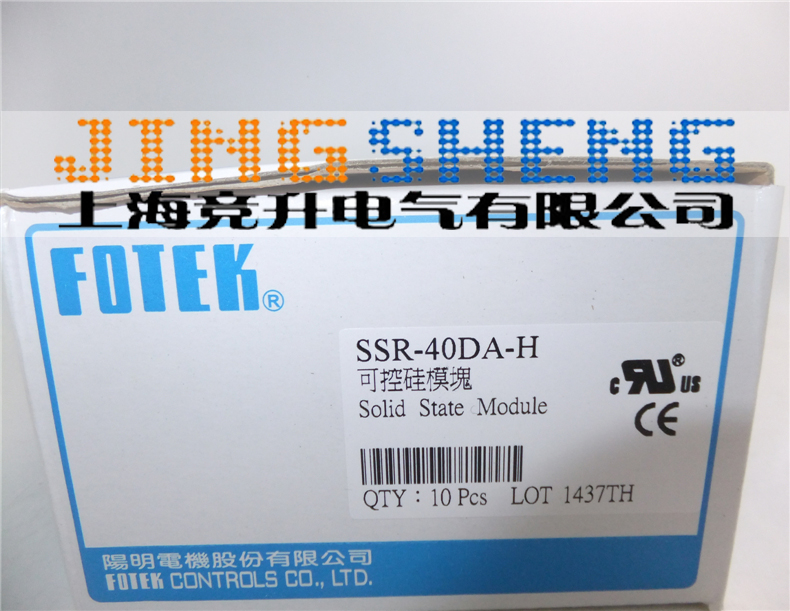 JINGSHENG
上海竞升电气有限公司
FOTEK®
SSR-40DA-H
可控硅模塊
Solid State Module
c RU® US
CE
QTY：10 Pcs LOT 1437TH
陽明電機股份有限公司
FOTEK CONTROLS CO., LTD.